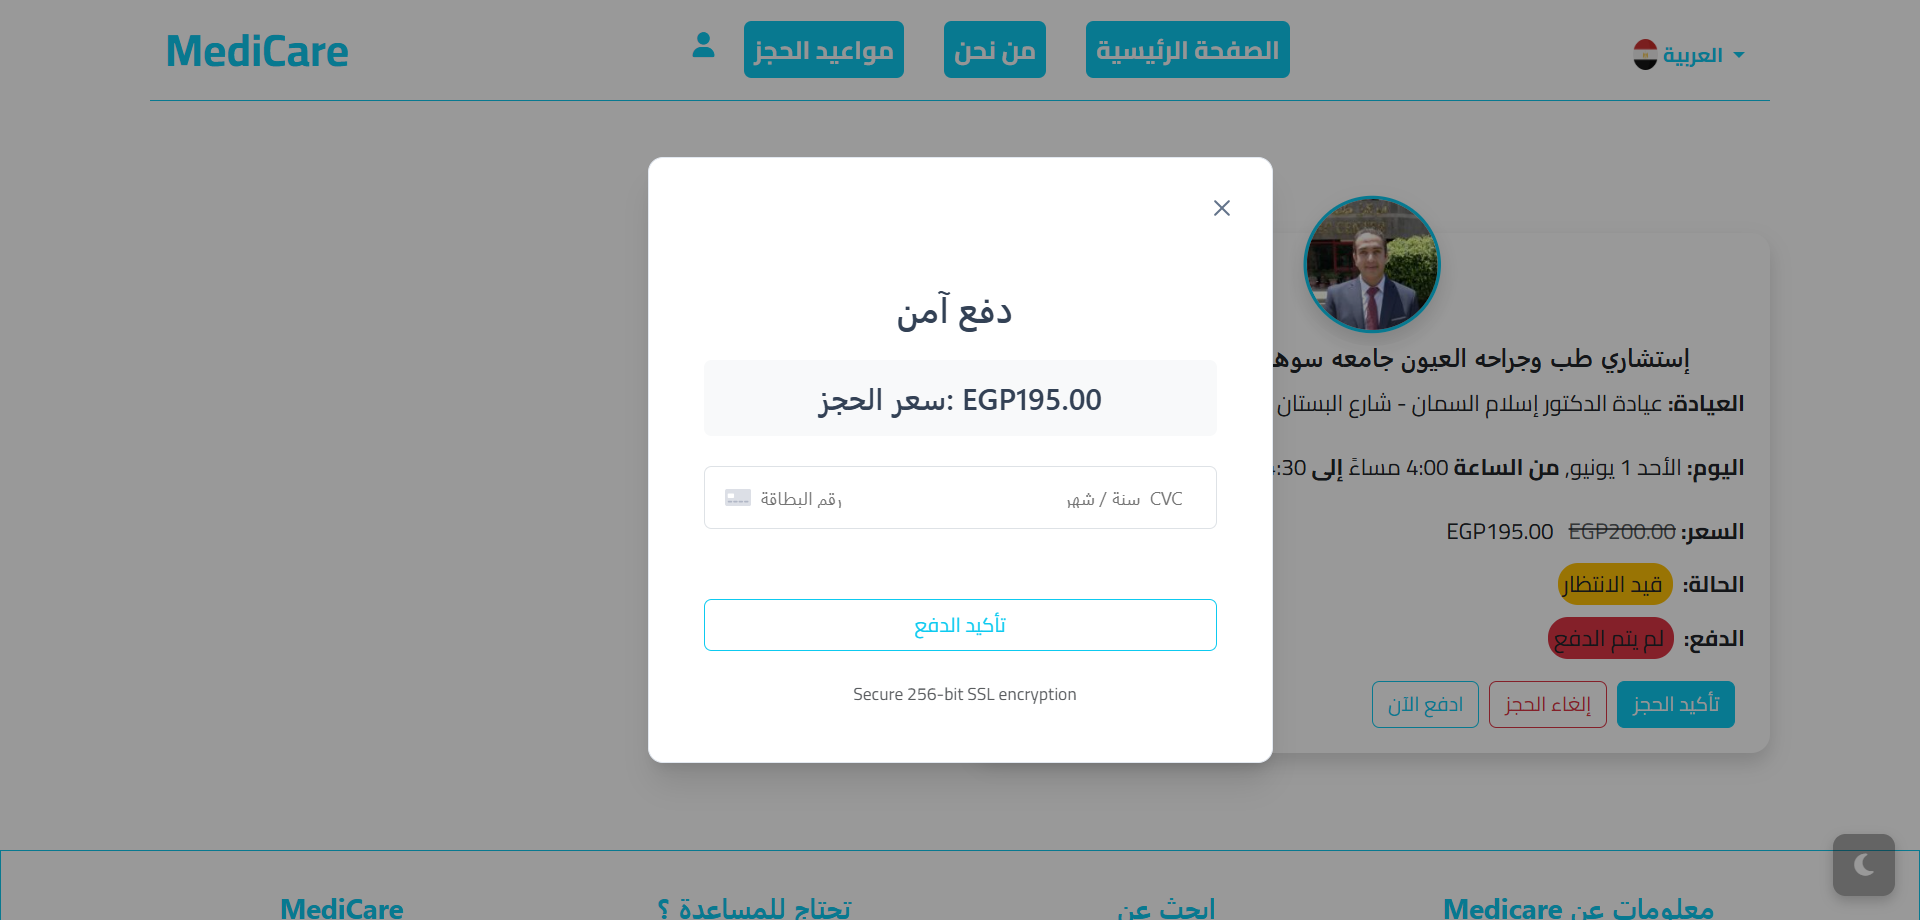 العربية
الصفحة الرئيسية
من نحن
مواعيد الحجز
MediCare
دفع آمن
سعر الحجز: EGP195.00
رقم البطاقة
سنة / شهر CVC
تأكيد الدفع
Secure 256-bit SSL encryption
إستشاري طب وجراحه العيون جامعه
العيادة: عيادة الدكتور إسلام السمان - شارع البستان
اليوم: الأحد 1 يونيو, من الساعة 4:00 مساءً إلى
السعر: EGP200.00 EGP195.00
الحالة: قيد الانتظار
الدفع: لم يتم الدفع
تأكيد الحجز
إلغاء الحجز
ادفع الآن
معلومات عن Medicare
ابحث عن
تحتاج للمساعدة ؟
MediCare